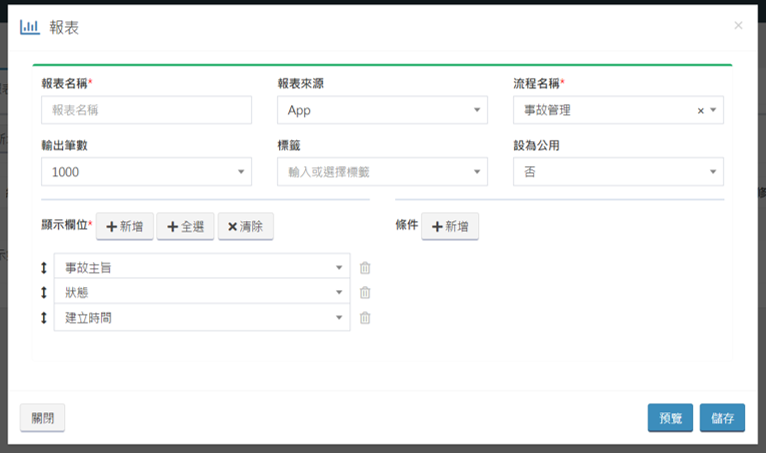 報表
×
報表名稱* 報表來源 流程名稱*
報表名稱 App 事故管理 ×
輸出筆數 標籤 設為公用
1000 輸入或選擇標籤 否
顯示欄位* 新增 全選 清除 條件 新增
事故主旨
狀態
建立時間
關閉 預覽 儲存